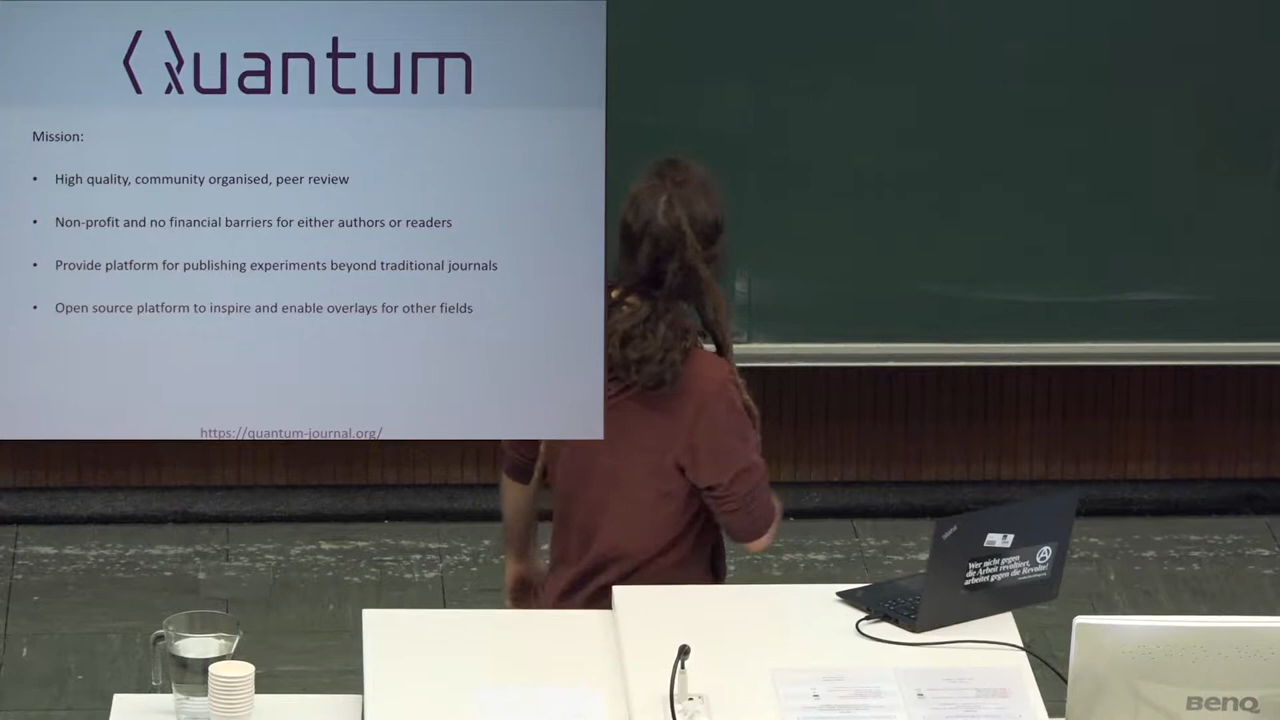 Quantum
Mission:
• High quality, community organised, peer review
• Non-profit and no financial barriers for either authors or readers
• Provide platform for publishing experiments beyond traditional journals
• Open source platform to inspire and enable overlays for other fields
https://quantum-journal.org/
ThinkPad
Wer nicht gegen
die Arbeit revoltiert,
arbeitet gegen die Revolte!
BENQ